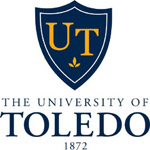 UT
THE UNIVERSITY OF
TOLEDO
1872